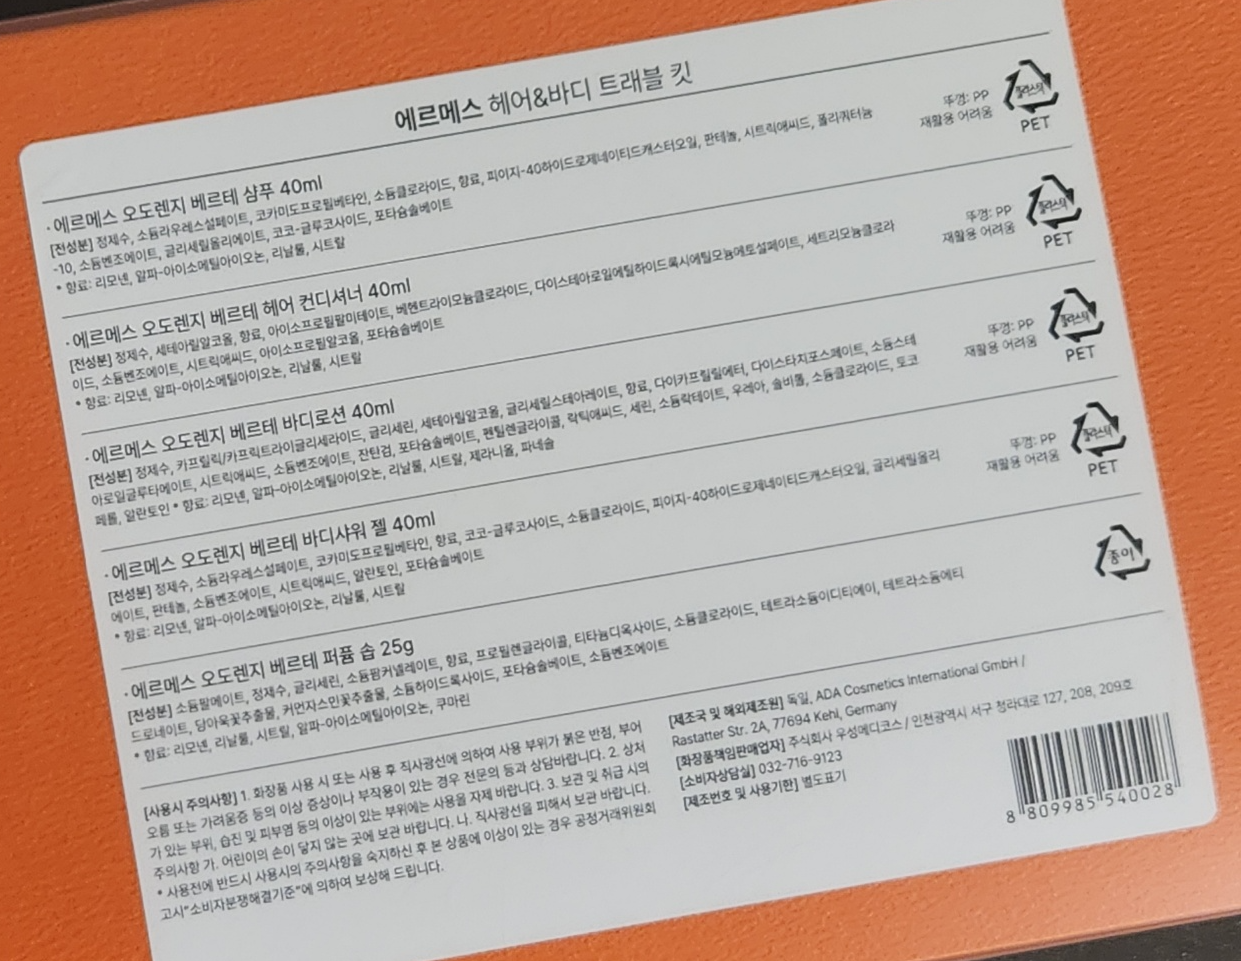 에르메스 헤어&바디 트래블 킷
· 에르메스 오도렌지 베르테 샴푸 40ml
[전성분] 정제수, 소듐라우레스설페이트, 코카미도프로필베타인, 소듐클로라이드, 향료, 피이지-40하이드로제네이티드캐스터오일, 판테놀, 시트릭애씨드, 폴리쿼터늄
-10, 소듐벤조에이트, 글리세릴올리에이트, 코코-글루코사이드, 포타슘솔베이트
* 향료: 리모넨, 알파-아이소메틸아이오논, 리날룰, 시트랄
뚜껑: PP
재활용 어려움
플라스틱
PET
· 에르메스 오도렌지 베르테 헤어 컨디셔너 40ml
[전성분] 정제수, 세테아릴알코올, 향료, 아이소프로필팔미테이트, 베헨트라이모늄클로라이드, 다이스테아로일에틸하이드록시에틸모늄메토설페이트, 세트리모늄클로라
이드, 소듐벤조에이트, 시트릭애씨드, 아이소프로필알코올, 포타슘솔베이트
* 향료: 리모넨, 알파-아이소메틸아이오논, 리날룰, 시트랄
뚜껑: PP
재활용 어려움
플라스틱
PET
· 에르메스 오도렌지 베르테 바디로션 40ml
[전성분] 정제수, 카프릴릭/카프릭트라이글리세라이드, 글리세린, 세테아릴알코올, 글리세릴스테아레이트, 향료, 다이카프릴릴에터, 다이스타치포스페이트, 소듐스테
아로일글루타메이트, 시트릭애씨드, 소듐벤조에이트, 잔탄검, 포타슘솔베이트, 펜틸렌글라이콜, 락틱애씨드, 세린, 소듐락테이트, 우레아, 솔비톨, 소듐클로라이드, 토코
페롤, 알란토인 * 향료: 리모넨, 알파-아이소메틸아이오논, 리날룰, 시트랄, 제라니올, 파네솔
뚜껑: PP
재활용 어려움
플라스틱
PET
· 에르메스 오도렌지 베르테 바디샤워 젤 40ml
[전성분] 정제수, 소듐라우레스설페이트, 코카미도프로필베타인, 향료, 코코-글루코사이드, 소듐클로라이드, 피이지-40하이드로제네이티드캐스터오일, 글리세릴올리
에이트, 판테놀, 소듐벤조에이트, 시트릭애씨드, 알란토인, 포타슘솔베이트
* 향료: 리모넨, 알파-아이소메틸아이오논, 리날룰, 시트랄
뚜껑: PP
재활용 어려움
플라스틱
PET
· 에르메스 오도렌지 베르테 퍼퓸 솝 25g
[전성분] 소듐팔메이트, 정제수, 글리세린, 소듐팜커넬레이트, 향료, 프로필렌글라이콜, 티타늄디옥사이드, 소듐클로라이드, 테트라소듐이디티에이, 테트라소듐에티
드로네이트, 당아욱꽃추출물, 커먼자스민꽃추출물, 소듐하이드록사이드, 포타슘솔베이트, 소듐벤조에이트
* 향료: 리모넨, 리날룰, 시트랄, 알파-아이소메틸아이오논, 쿠마린
종이
[사용시 주의사항] 1. 화장품 사용 시 또는 사용 후 직사광선에 의하여 사용 부위가 붉은 반점, 부어
오름 또는 가려움증 등의 이상 증상이나 부작용이 있는 경우 전문의 등과 상담바랍니다. 2. 상처
가 있는 부위, 습진 및 피부염 등의 이상이 있는 부위에는 사용을 자제 바랍니다. 3. 보관 및 취급 시의
주의사항 가. 어린이의 손이 닿지 않는 곳에 보관 바랍니다. 나. 직사광선을 피해서 보관 바랍니다.
* 사용전에 반드시 사용시의 주의사항을 숙지하신 후 본 상품에 이상이 있는 경우 공정거래위원회
고시"소비자분쟁해결기준"에 의하여 보상해 드립니다.
[제조국 및 해외제조원] 독일, ADA Cosmetics International GmbH /
Rastatter Str. 2A, 77694 Kehl, Germany
[화장품책임판매업자] 주식회사 우성메디코스 / 인천광역시 서구 청라대로 127, 208, 209호
[소비자상담실] 032-716-9123
[제조번호 및 사용기한] 별도표기
8 809985 540028